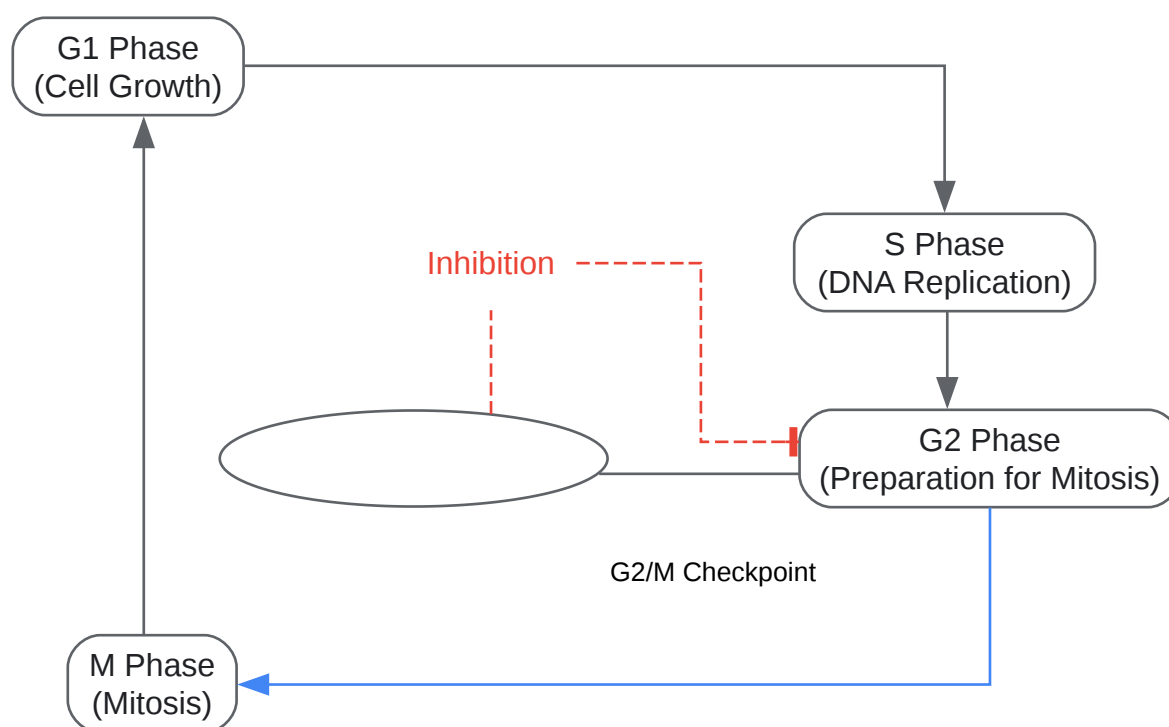 G1 Phase
(Cell Growth)
S Phase
(DNA Replication)
Inhibition
G2 Phase
(Preparation for Mitosis)
G2/M Checkpoint
M Phase
(Mitosis)